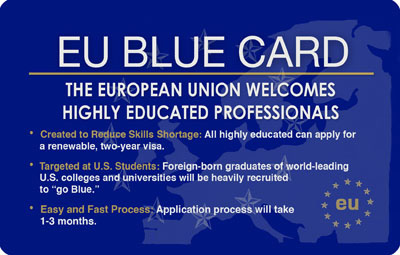 EU BLUE CARD
THE EUROPEAN UNION WELCOMES
HIGHLY EDUCATED PROFESSIONALS
* Created to Reduce Skills Shortage: All highly educated can apply for
a renewable, two-year visa.
* Targeted at U.S. Students: Foreign-born graduates of world-leading
U.S. colleges and universities will be heavily recruited
to “go Blue.”
* Easy and Fast Process: Application process will take
1-3 months.
eu